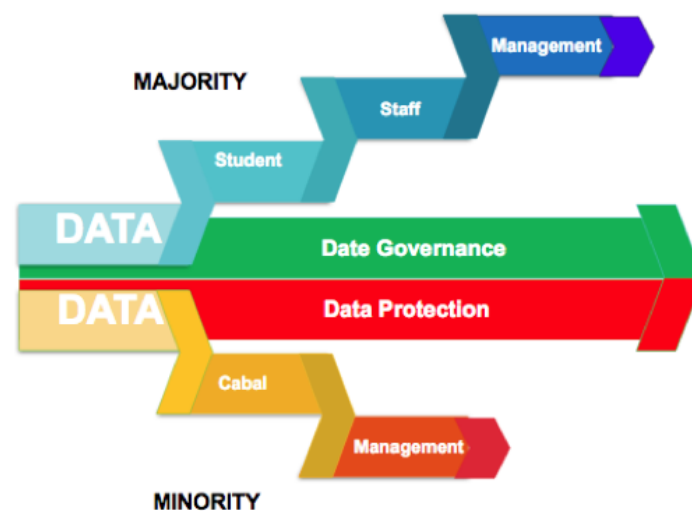 Management
MAJORITY
Staff
Student
DATA
Date Governance
DATA
Data Protection
Cabal
Management
MINORITY